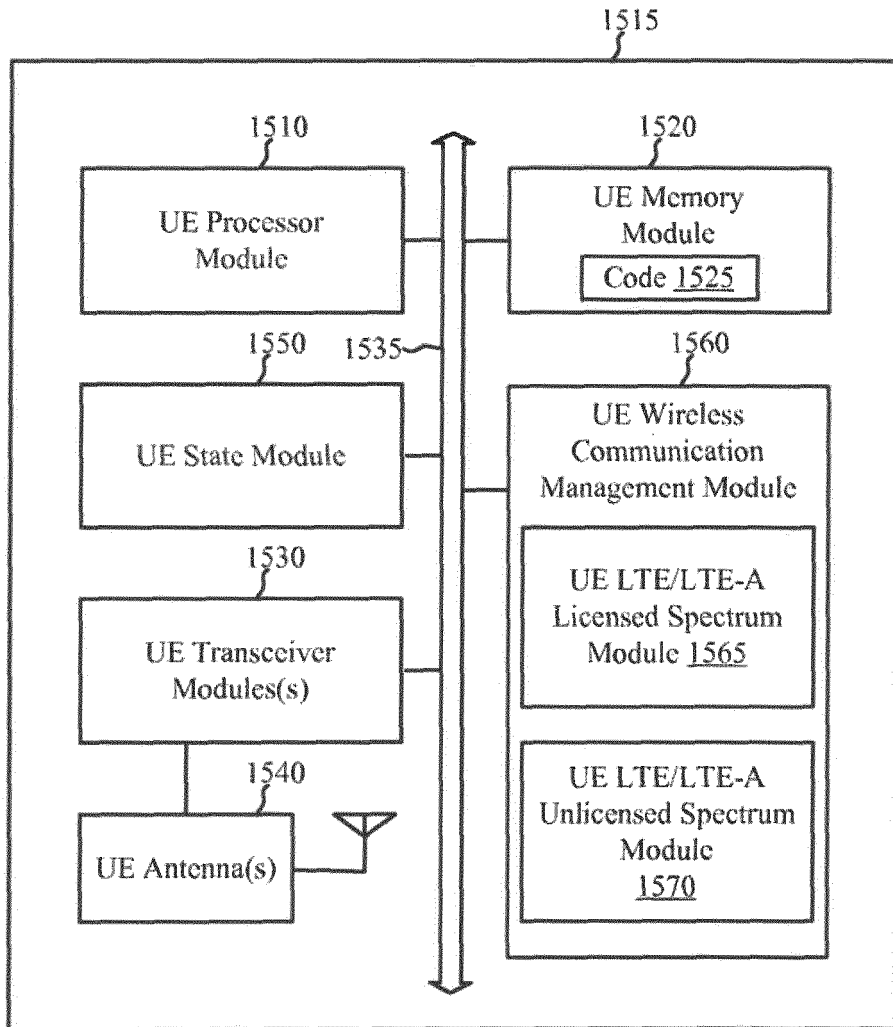 1515
1510
UE Processor
Module
1520
UE Memory
Module
Code 1525
1535
1550
UE State Module
1560
UE Wireless
Communication
Management Module
UE LTE/LTE-A
Licensed Spectrum
Module 1565
UE LTE/LTE-A
Unlicensed Spectrum
Module
1570
1530
UE Transceiver
Modules(s)
1540
UE Antenna(s)